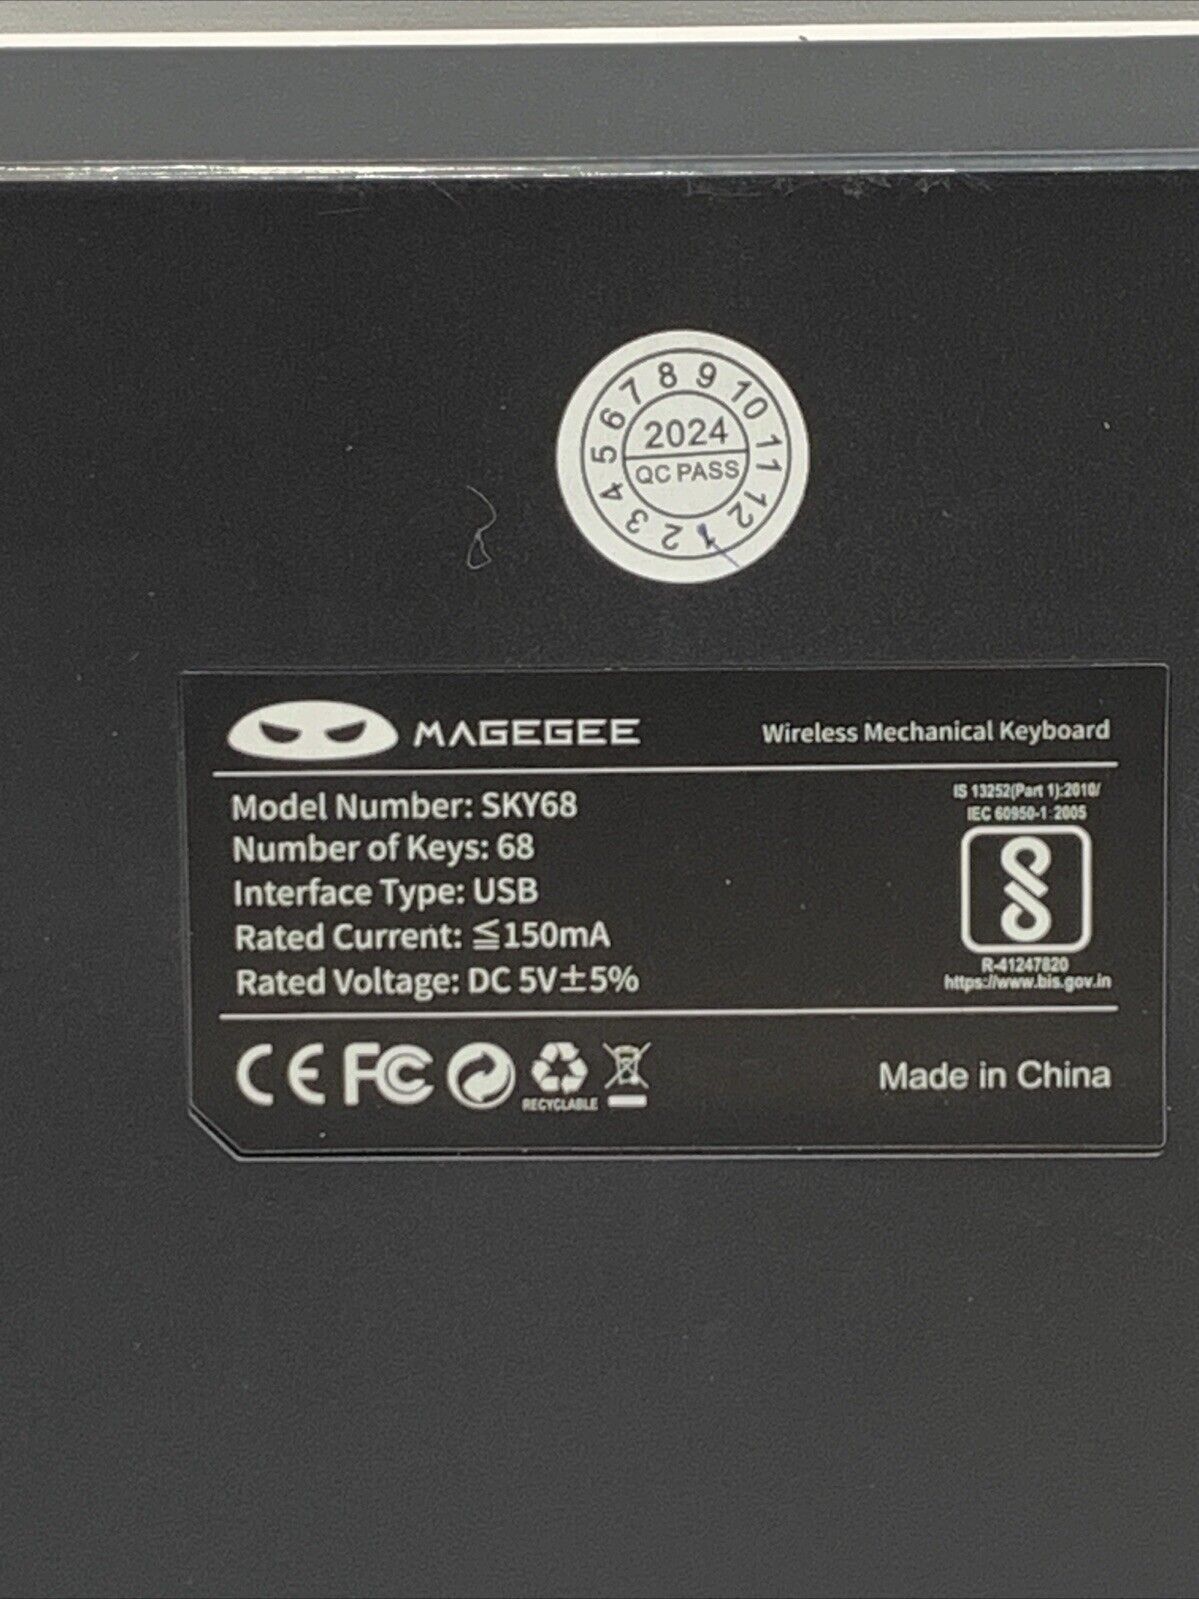 7 8 9 10
6 11
5 2024 12
4 QC PASS 1
3 2
MAGEGEE
Wireless Mechanical Keyboard
Model Number: SKY68
Number of Keys: 68
Interface Type: USB
Rated Current: ≦150mA
Rated Voltage: DC 5V±5%
IS 13252(Part 1):2010/
IEC 60950-1:2005
R-41247820
https://www.bis.gov.in
CE FC
RECYCLABLE
Made in China